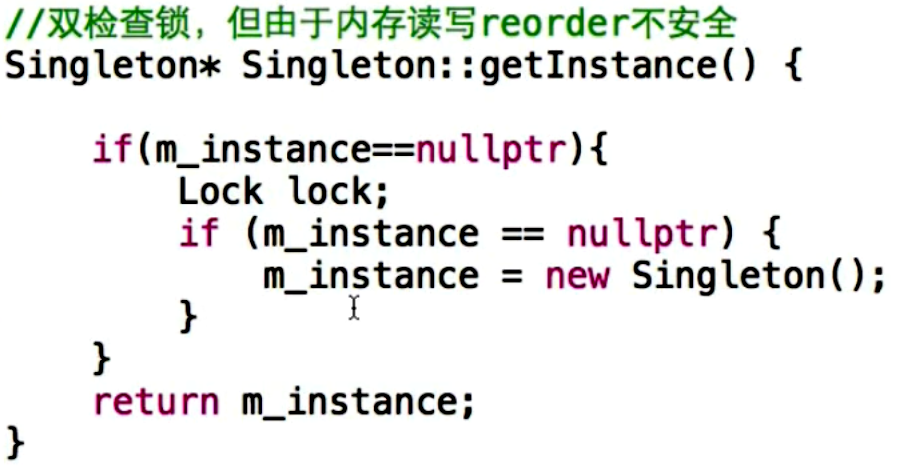 //双检查锁，但由于内存读写reorder不安全
Singleton* Singleton::getInstance() {
if(m_instance==nullptr){
Lock lock;
if (m_instance == nullptr) {
m_instance = new Singleton();
}
}
return m_instance;
}